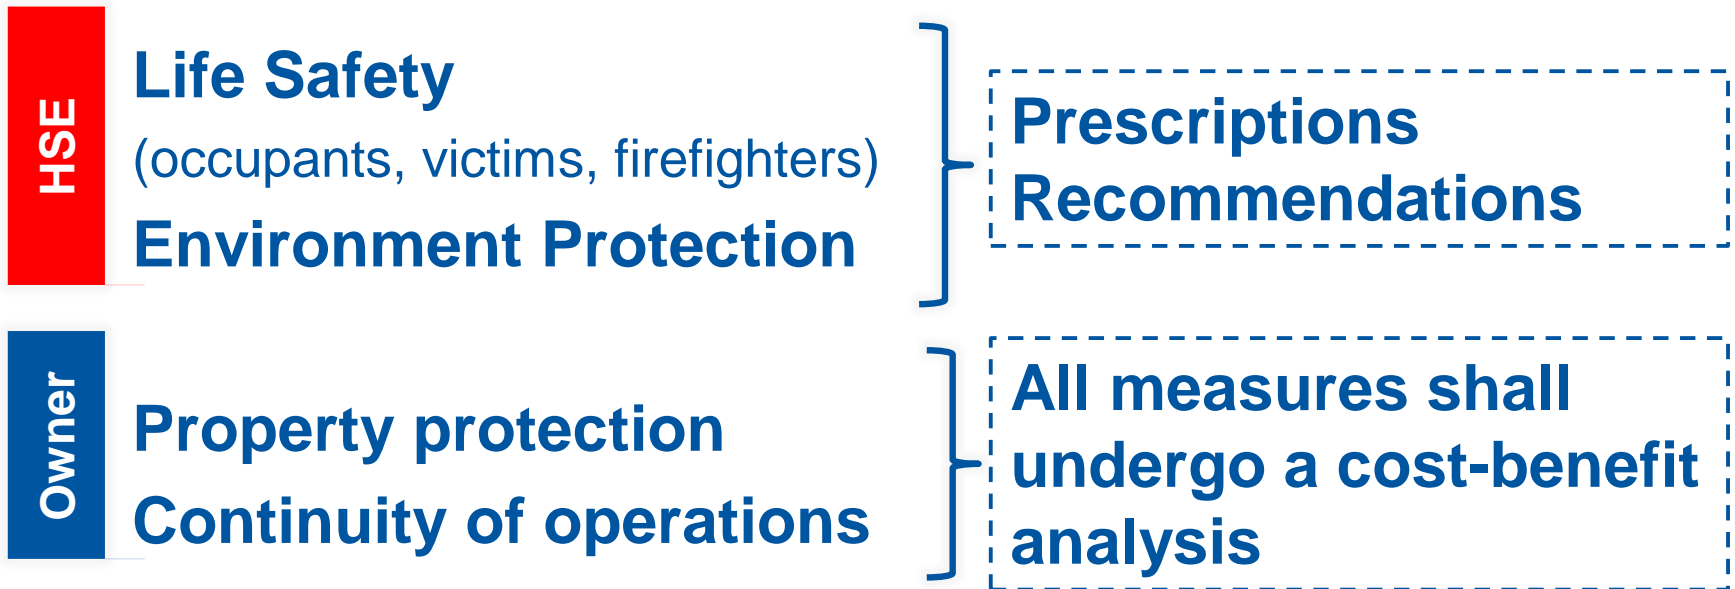 HSE
Life Safety
(occupants, victims, firefighters)
Environment Protection
Prescriptions
Recommendations
Owner
Property protection
Continuity of operations
All measures shall
undergo a cost-benefit
analysis